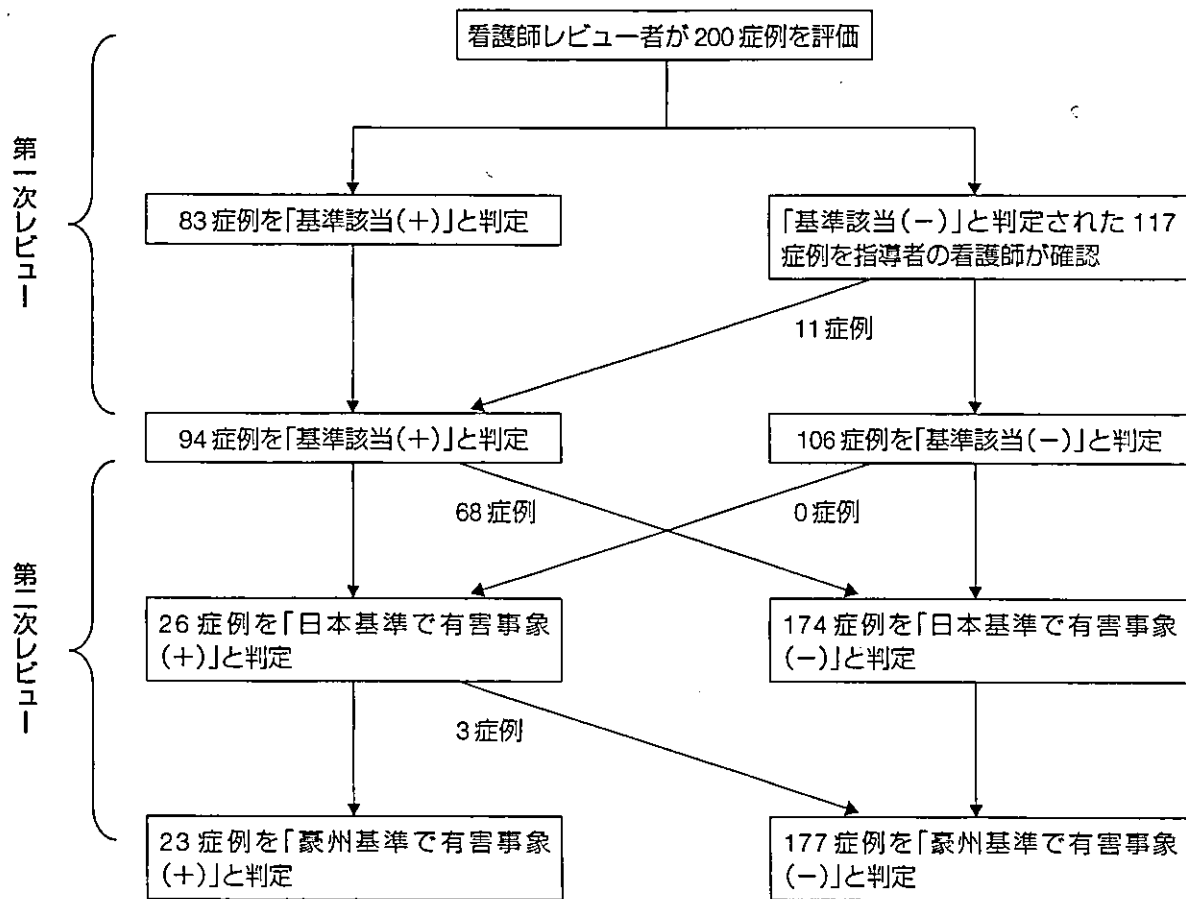 看護師レビュー者が200症例を評価
第一次レビュー
83症例を「基準該当(+)」と判定
「基準該当(−)」と判定された117
症例を指導者の看護師が確認
11症例
94症例を「基準該当(+)」と判定
106症例を「基準該当(−)」と判定
第二次レビュー
68症例
0症例
26症例を「日本基準で有害事象
(+)」と判定
174症例を「日本基準で有害事象
(−)」と判定
3症例
23症例を「豪州基準で有害事象
(+)」と判定
177症例を「豪州基準で有害事象
(−)」と判定